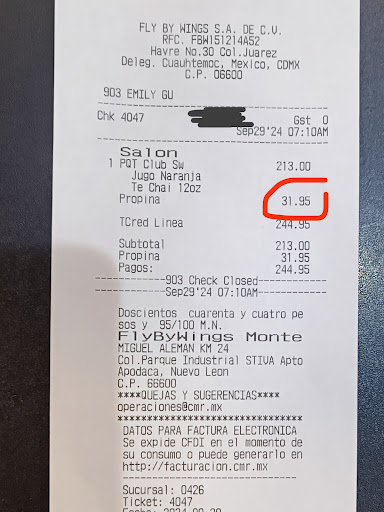 FLY BY WINGS S.A. DE C.V.
RFC. FBW151214A52
Havre No.30 Col.Juarez
Deleg. Cuauhtemoc, Mexico, CDMX
C.P. 06600
903 EMILY GU
Chk 4047 Gst 0
Sep29'24 07:10AM
Salon
1 PQT Club Sw 213.00
Jugo Naranja
Te Chai 12oz
Propina 31.95
TCred Linea 244.95
Subtotal 213.00
Propina 31.95
Pagos: 244.95
------------903 Check Closed------------
------------Sep29'24 07:10AM------------
Doscientos cuarenta y cuatro pe
sos y 95/100 M.N.
FlyByWings Monte
MIGUEL ALEMAN KM 24
Col.Parque Industrial STIVA Apto
Apodaca, Nuevo Leon
C.P. 66600
****QUEJAS Y SUGERENCIAS****
operaciones@cmr.mx
********************************
DATOS PARA FACTURA ELECTRONICA
Se expide CFDI en el momento de
su consumo o puede generarlo en
http://facturacion.cmr.mx
--------------------------------
Sucursal: 0426
Ticket: 4047